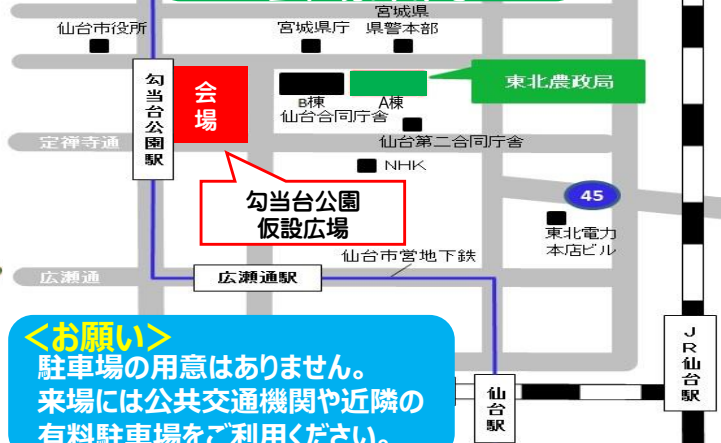 宮城県
県警本部
仙台市役所
宮城県庁
勾当台公園駅
会場
B棟
A棟
仙台合同庁舎
東北農政局
定禅寺通
仙台第二合同庁舎
NHK
勾当台公園
仮設広場
45
東北電力
本店ビル
仙台市営地下鉄
広瀬通
広瀬通駅
<お願い>
駐車場の用意はありません。
来場には公共交通機関や近隣の
有料駐車場をご利用ください。
仙台駅
JR仙台駅